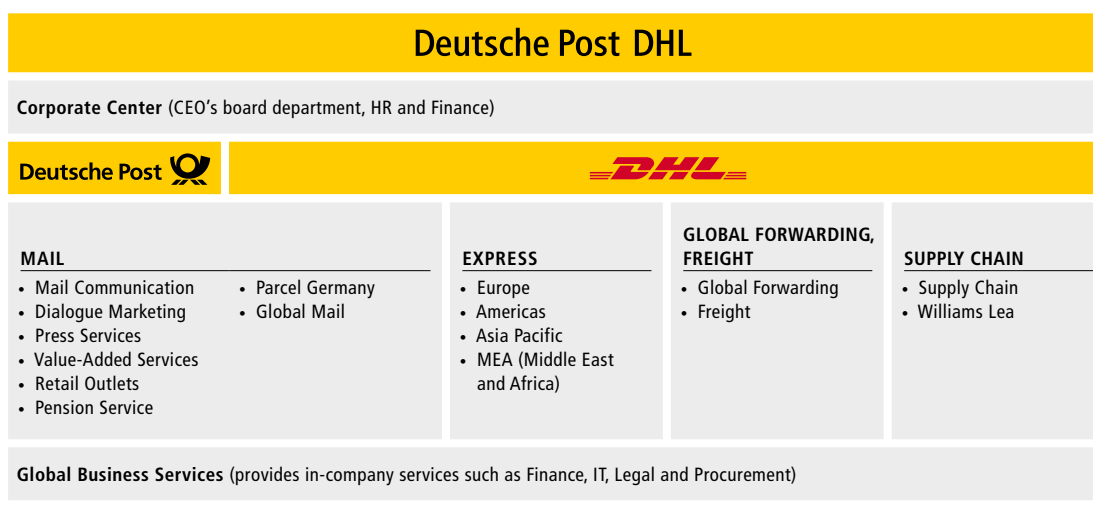 Deutsche Post DHL
Corporate Center (CEO‘s board department, HR and Finance)
Deutsche Post
DHL
MAIL
• Mail Communication
• Dialogue Marketing
• Press Services
• Value-Added Services
• Retail Outlets
• Pension Service
• Parcel Germany
• Global Mail
EXPRESS
• Europe
• Americas
• Asia Pacific
• MEA (Middle East
and Africa)
GLOBAL FORWARDING,
FREIGHT
• Global Forwarding
• Freight
SUPPLY CHAIN
• Supply Chain
• Williams Lea
Global Business Services (provides in-company services such as Finance, IT, Legal and Procurement)